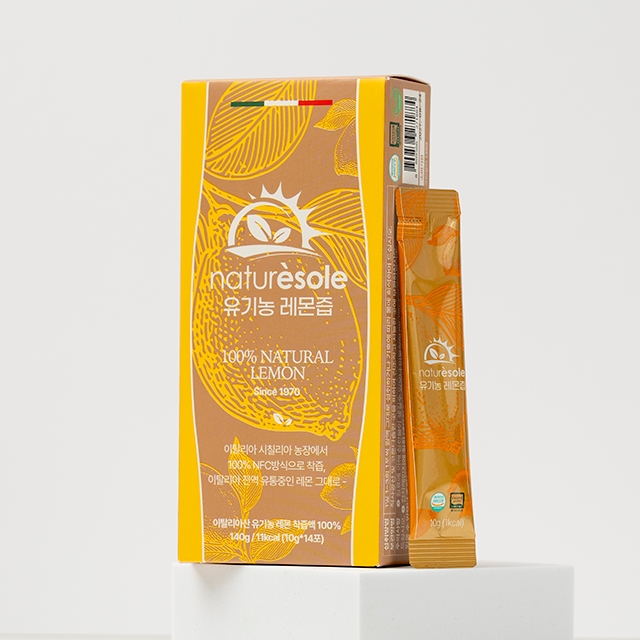 naturèsole
유기농 레몬즙
100% NATURAL
LEMON
Since 1970
이탈리아 시칠리아 농장에서
100% NFC방식으로 착즙,
이탈리아 전역 유통중인 레몬 그대로 -
이탈리아산 유기농 레몬 착즙액 100%
140g / 11kcal (10g*14포)
naturèsole
유기농 레몬즙
10g (1kcal)